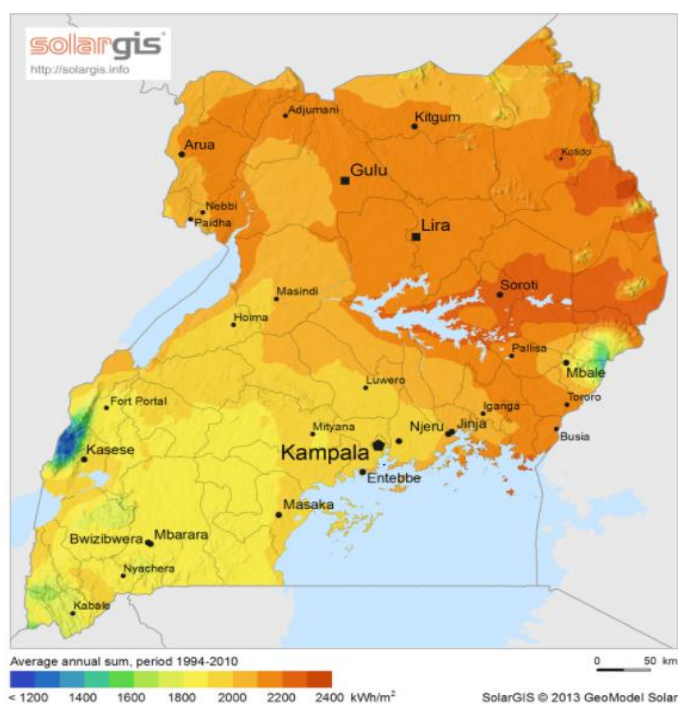 solargis
http://solargis.info
Adjumani
Kitgum
Arua
Kotido
Gulu
Nebbi
Paidha
Lira
Soroti
Masindi
Hoima
Pallisa
Mbale
Luwero
Fort Portal
Tororo
Iganga
Mityana
Njeru Jinja
Busia
Kampala
Kasese
Entebbe
Masaka
Bwizibwera Mbarara
Nyachera
Kabale
Average annual sum, period 1994-2010
0 50 km
< 1200 1400 1600 1800 2000 2200 2400 kWh/m²
SolarGIS © 2013 GeoModel Solar